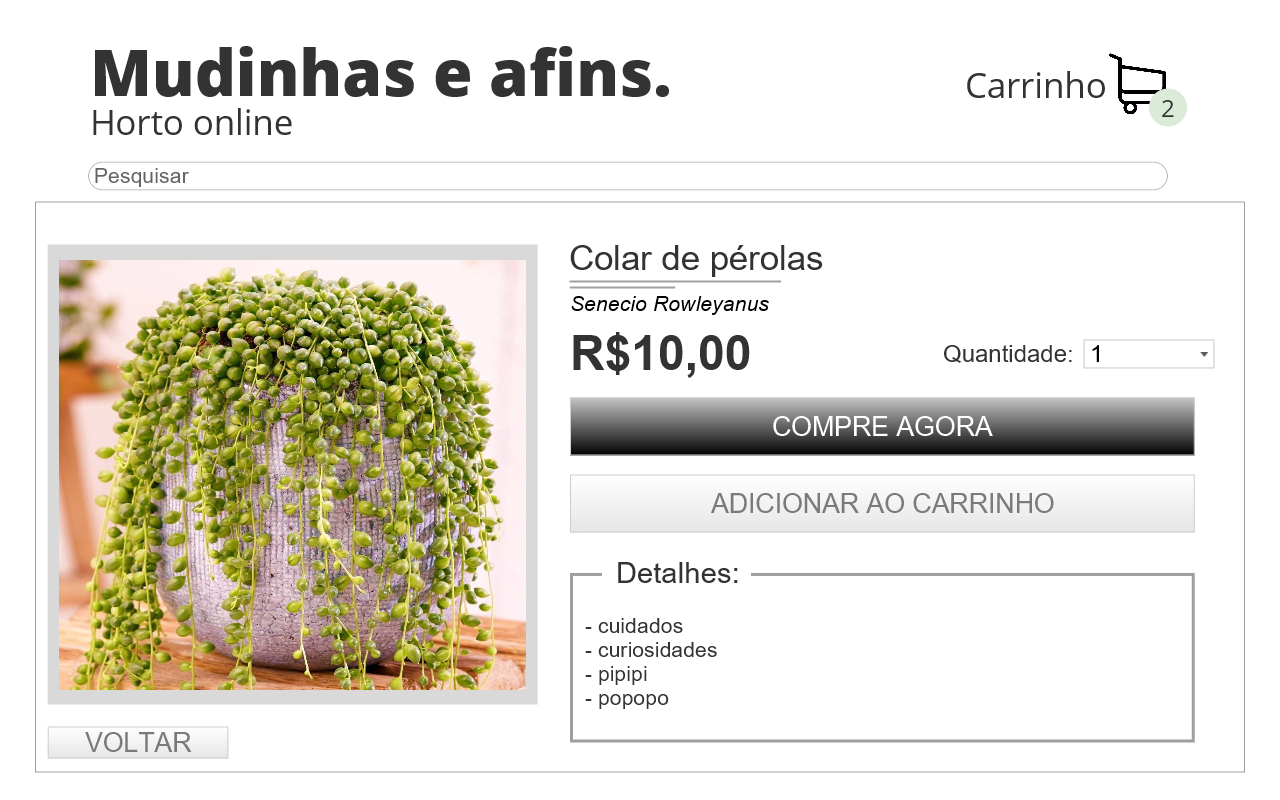 Mudinhas e afins.
Horto online
Carrinho
2
Pesquisar
Colar de pérolas
Senecio Rowleyanus
R$10,00
Quantidade: 1
COMPRE AGORA
ADICIONAR AO CARRINHO
Detalhes:
- cuidados
- curiosidades
- pipipi
- popopo
VOLTAR